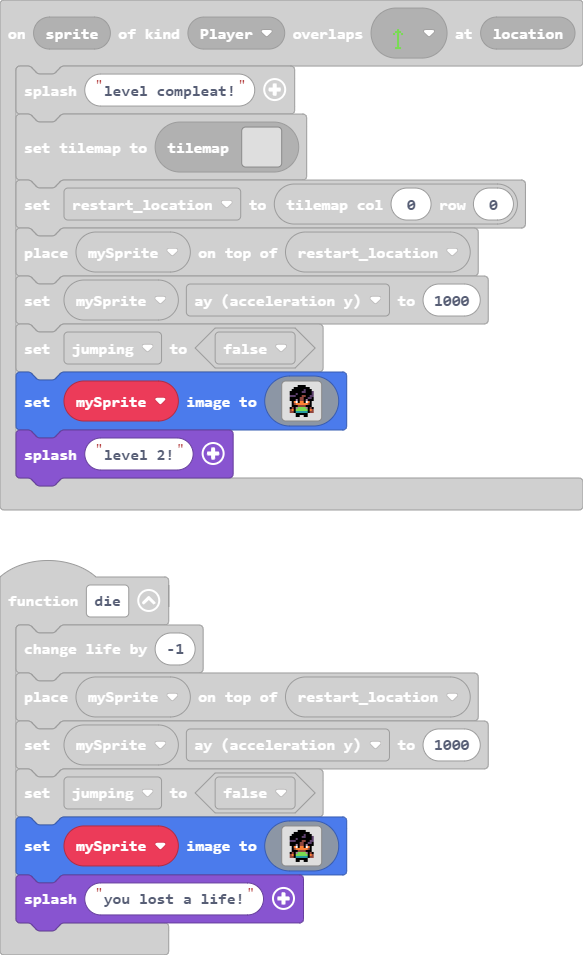 on sprite of kind Player overlaps at location
splash "level compleat!"
set tilemap to tilemap
set restart_location to tilemap col 0 row 0
place mySprite on top of restart_location
set mySprite ay (acceleration y) to 1000
set jumping to false
set mySprite image to
splash "level 2!"
function die
change life by -1
place mySprite on top of restart_location
set mySprite ay (acceleration y) to 1000
set jumping to false
set mySprite image to
splash "you lost a life!"